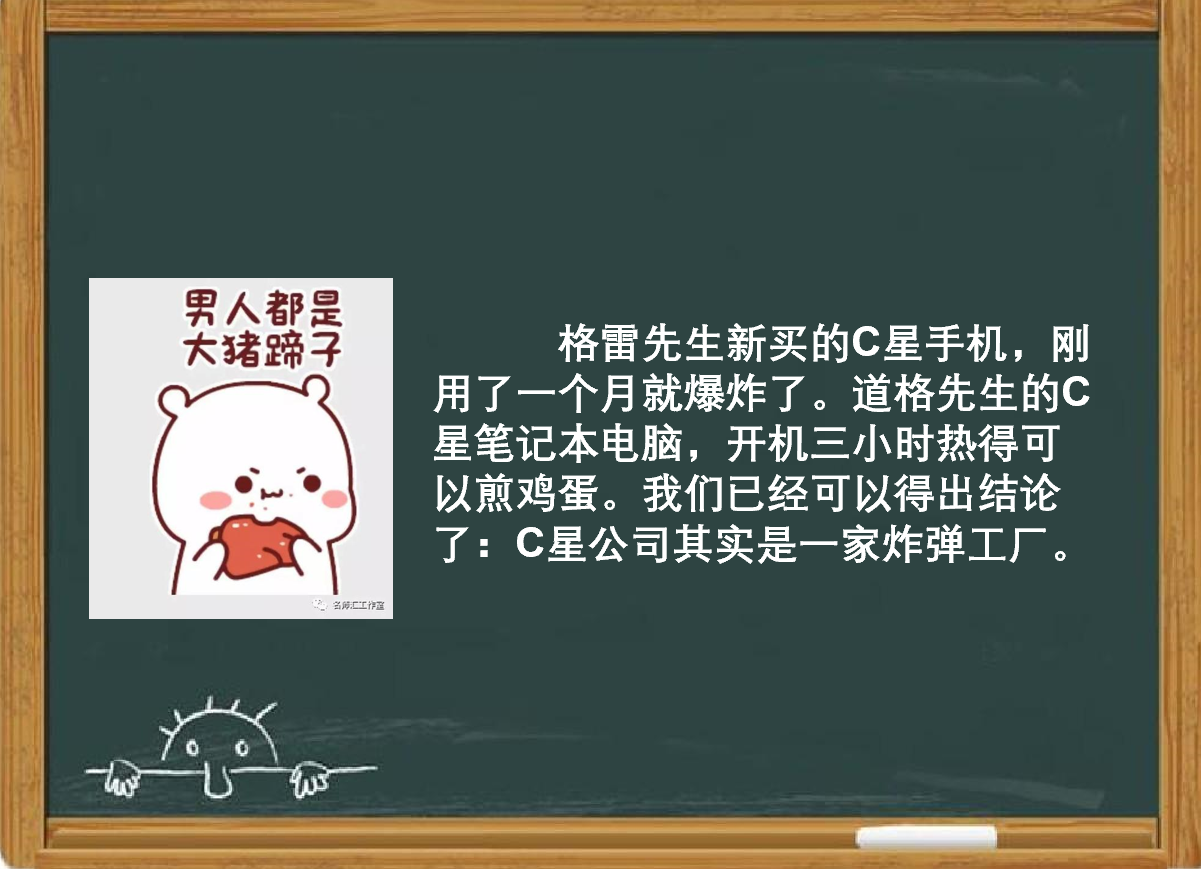 男人都是
大猪蹄子
名师汇工作室
格雷先生新买的C星手机，刚
用了一个月就爆炸了。道格先生的C
星笔记本电脑，开机三小时热得可
以煎鸡蛋。我们已经可以得出结论
了：C星公司其实是一家炸弹工厂。